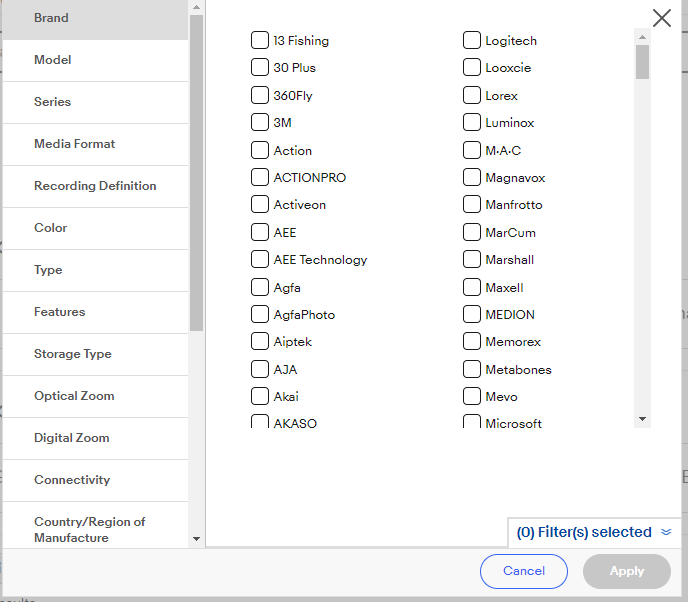 Brand
Model
Series
Media Format
Recording Definition
Color
Type
Features
Storage Type
Optical Zoom
Digital Zoom
Connectivity
Country/Region of
Manufacture
13 Fishing
30 Plus
360Fly
3M
Action
ACTIONPRO
Activeon
AEE
AEE Technology
Agfa
AgfaPhoto
Aiptek
AJA
Akai
AKASO
Logitech
Looxcie
Lorex
Luminox
M·A·C
Magnavox
Manfrotto
MarCum
Marshall
Maxell
MEDION
Memorex
Metabones
Mevo
Microsoft
(0) Filter(s) selected
Cancel
Apply